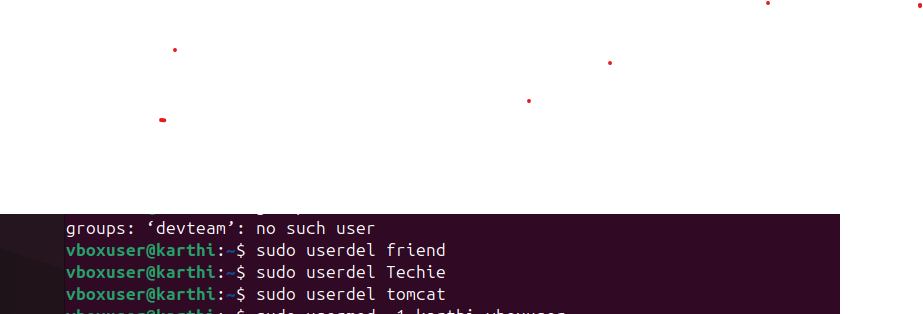 groups: ‘devteam’: no such user
vboxuser@karthi:~$ sudo userdel friend
vboxuser@karthi:~$ sudo userdel Techie
vboxuser@karthi:~$ sudo userdel tomcat